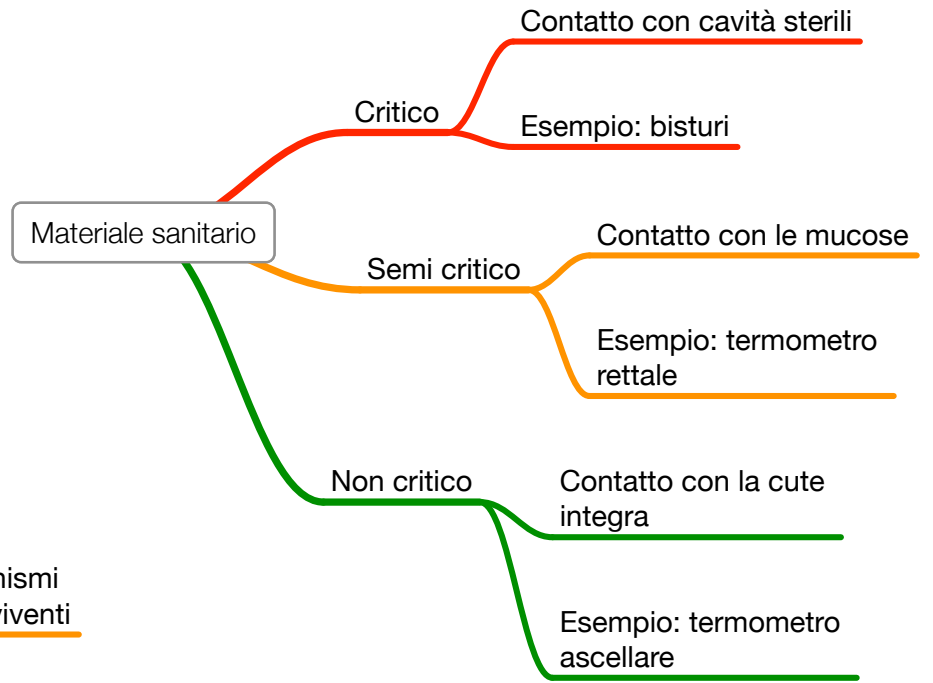 Contatto con cavità sterili
Critico
Esempio: bisturi
Materiale sanitario
Contatto con le mucose
Semi critico
Esempio: termometro
rettale
Non critico
Contatto con la cute
integra
Esempio: termometro
ascellare
viventi